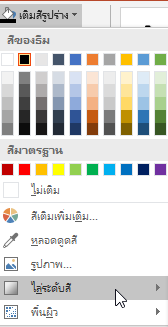 เติมสีรูปร่าง
สีของธีม
สีมาตรฐาน
ไม่เติม
สีเติมเพิ่มเติม...
หลอดดูดสี
รูปภาพ...
ไล่ระดับสี
พื้นผิว